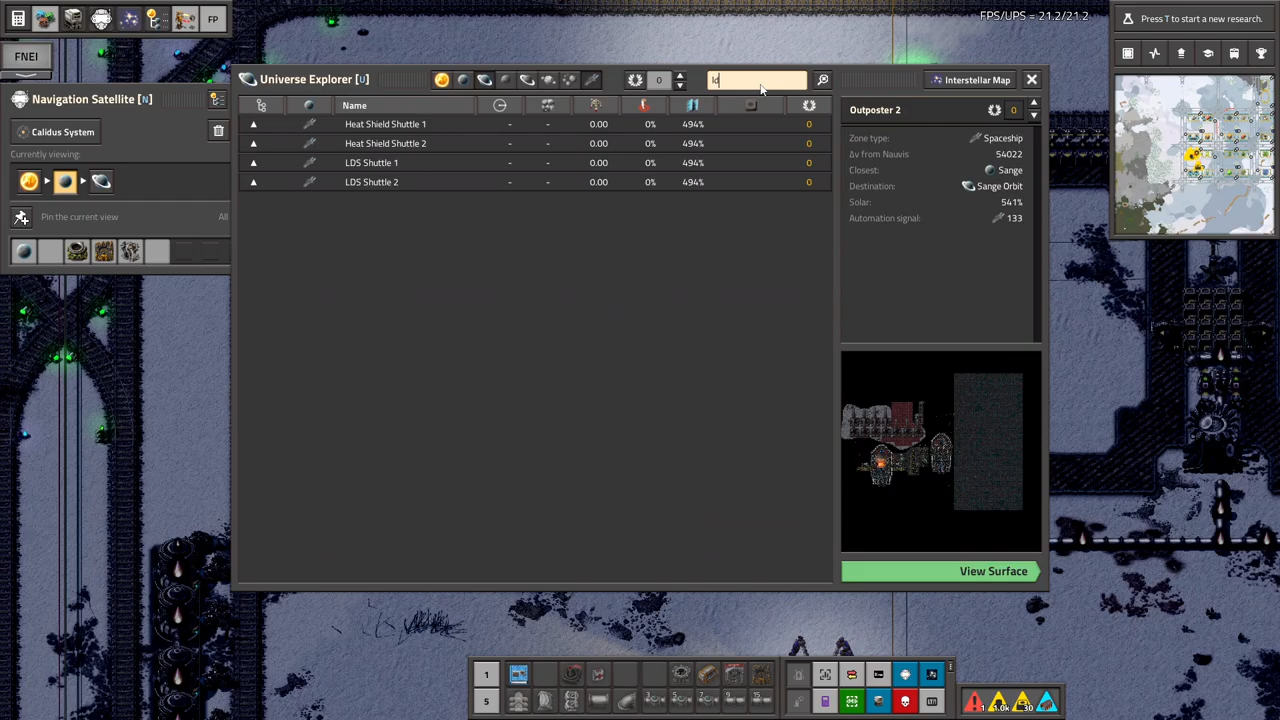 FP
FPS/UPS = 21.2/21.2
Press T to start a new research.
FNEI
Navigation Satellite [N]
Calidus System
Currently viewing:
Pin the current view
All
Universe Explorer [U]
0
ld
Interstellar Map
Name
Heat Shield Shuttle 1 - - 0.00 0% 494% 0
Heat Shield Shuttle 2 - - 0.00 0% 494% 0
LDS Shuttle 1 - - 0.00 0% 494% 0
LDS Shuttle 2 - - 0.00 0% 494% 0
Outposter 2 0
Zone type: Spaceship
Δv from Nauvis 54022
Closest: Sange
Destination: Sange Orbit
Solar: 541%
Automation signal: 133
View Surface
1
5